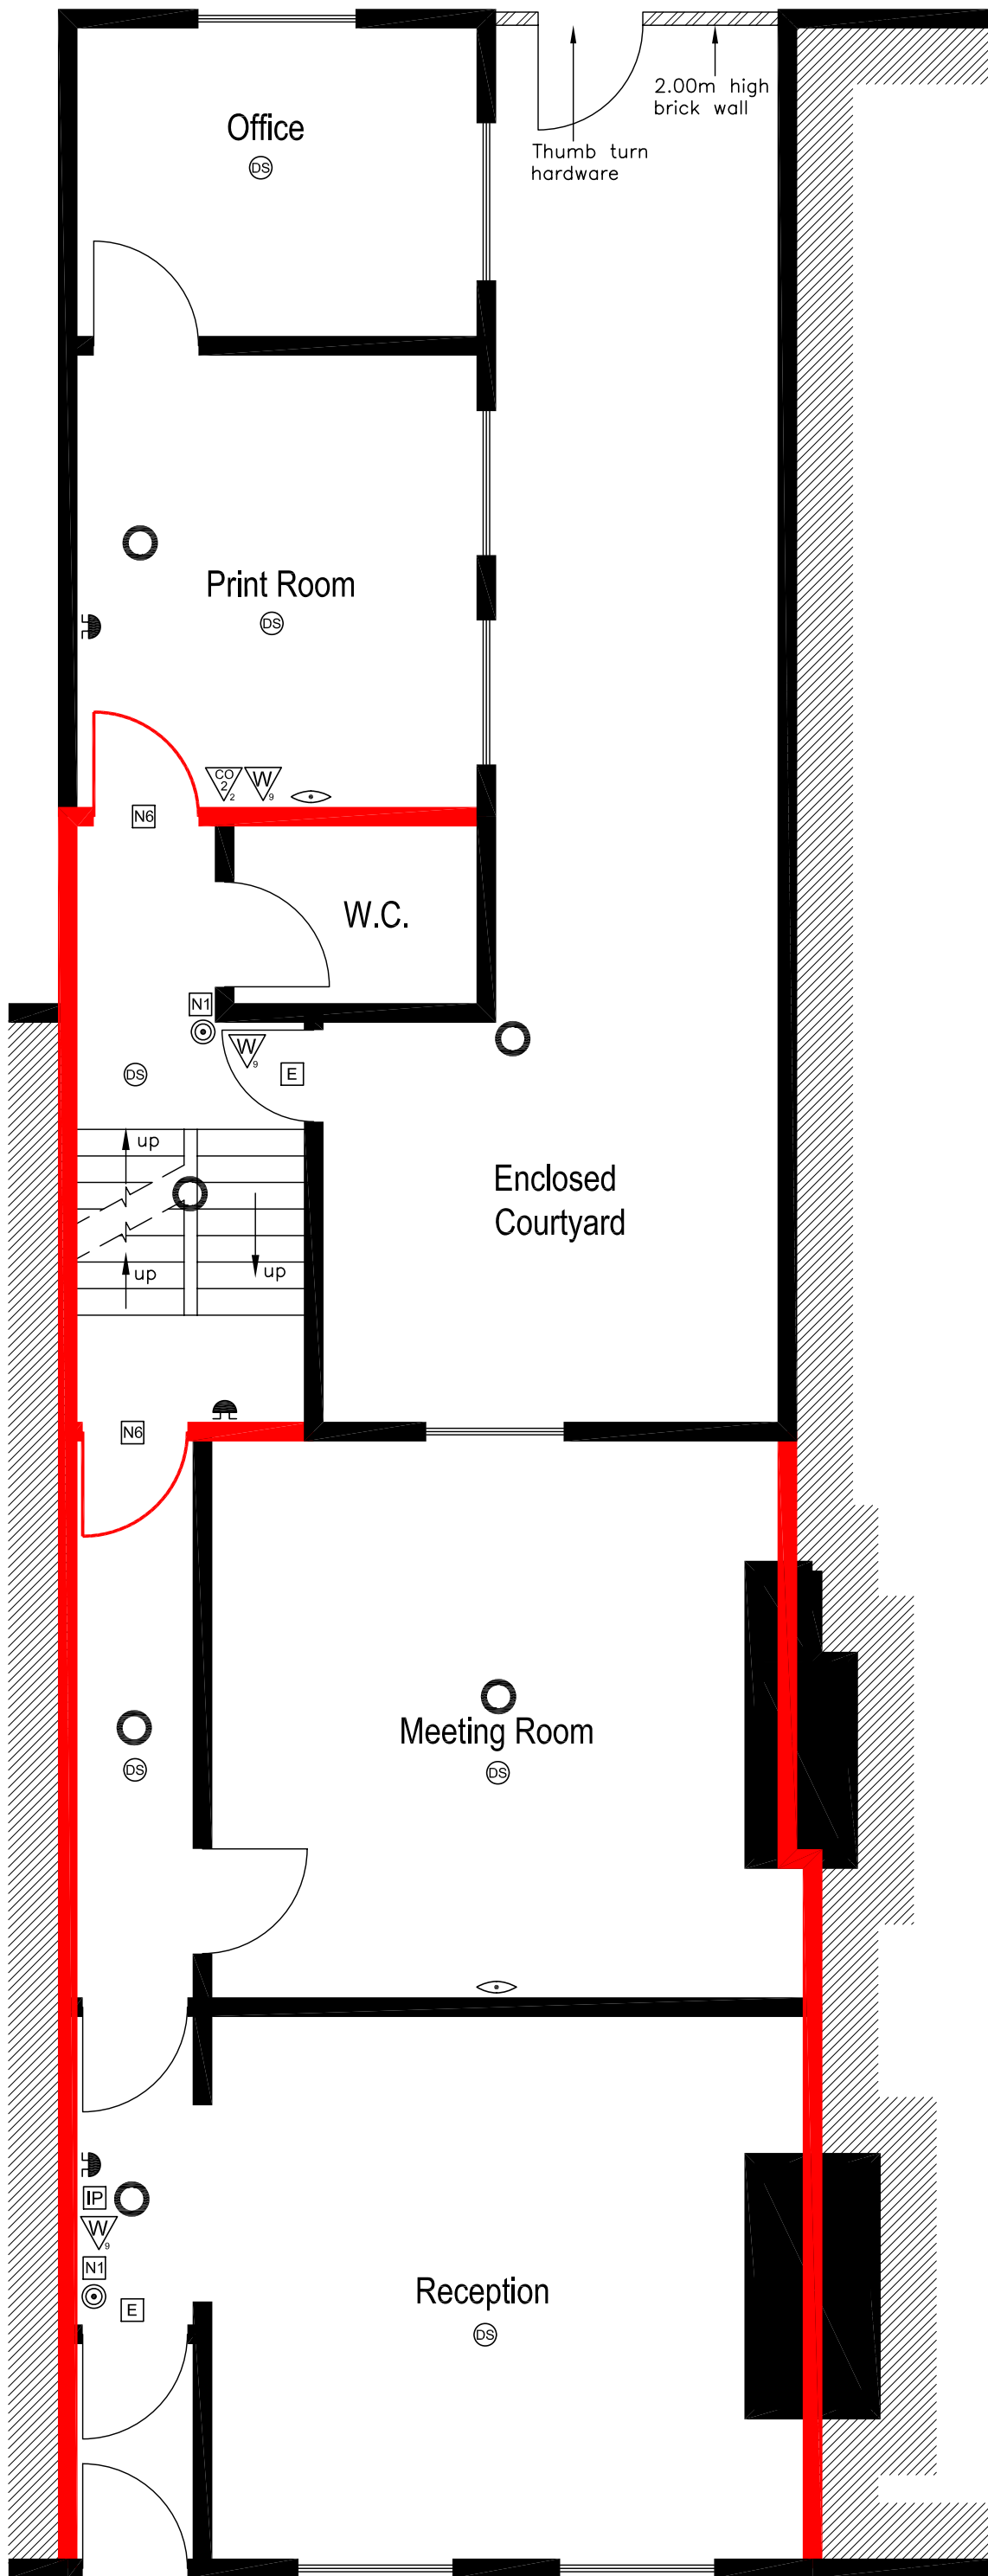 Office
DS
2.00m high
brick wall
Thumb turn
hardware
Print Room
DS
CO
2
2
W
9
N6
W.C.
N1
W
9
E
DS
up
up
up
Enclosed
Courtyard
N6
Meeting Room
DS
DS
IP
W
9
N1
E
Reception
DS